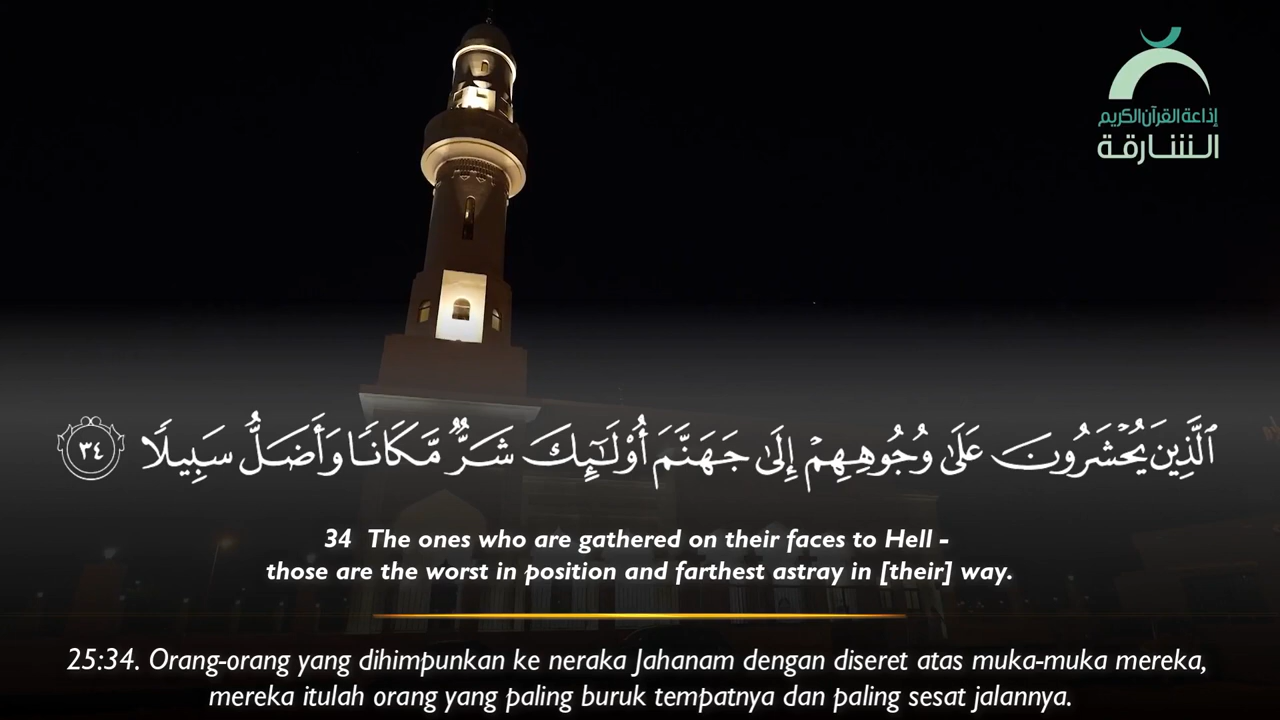 إذاعة القرآن الكريم
الشارقة
ٱلَّذِينَ يُحۡشَرُونَ عَلَىٰ وُجُوهِهِمۡ إِلَىٰ جَهَنَّمَ أُوْلَٰٓئِكَ شَرّٞ مَّكَانٗا وَأَضَلُّ سَبِيلٗا ٣٤
34 The ones who are gathered on their faces to Hell -
those are the worst in position and farthest astray in [their] way.
25:34. Orang-orang yang dihimpunkan ke neraka Jahanam dengan diseret atas muka-muka mereka,
mereka itulah orang yang paling buruk tempatnya dan paling sesat jalannya.